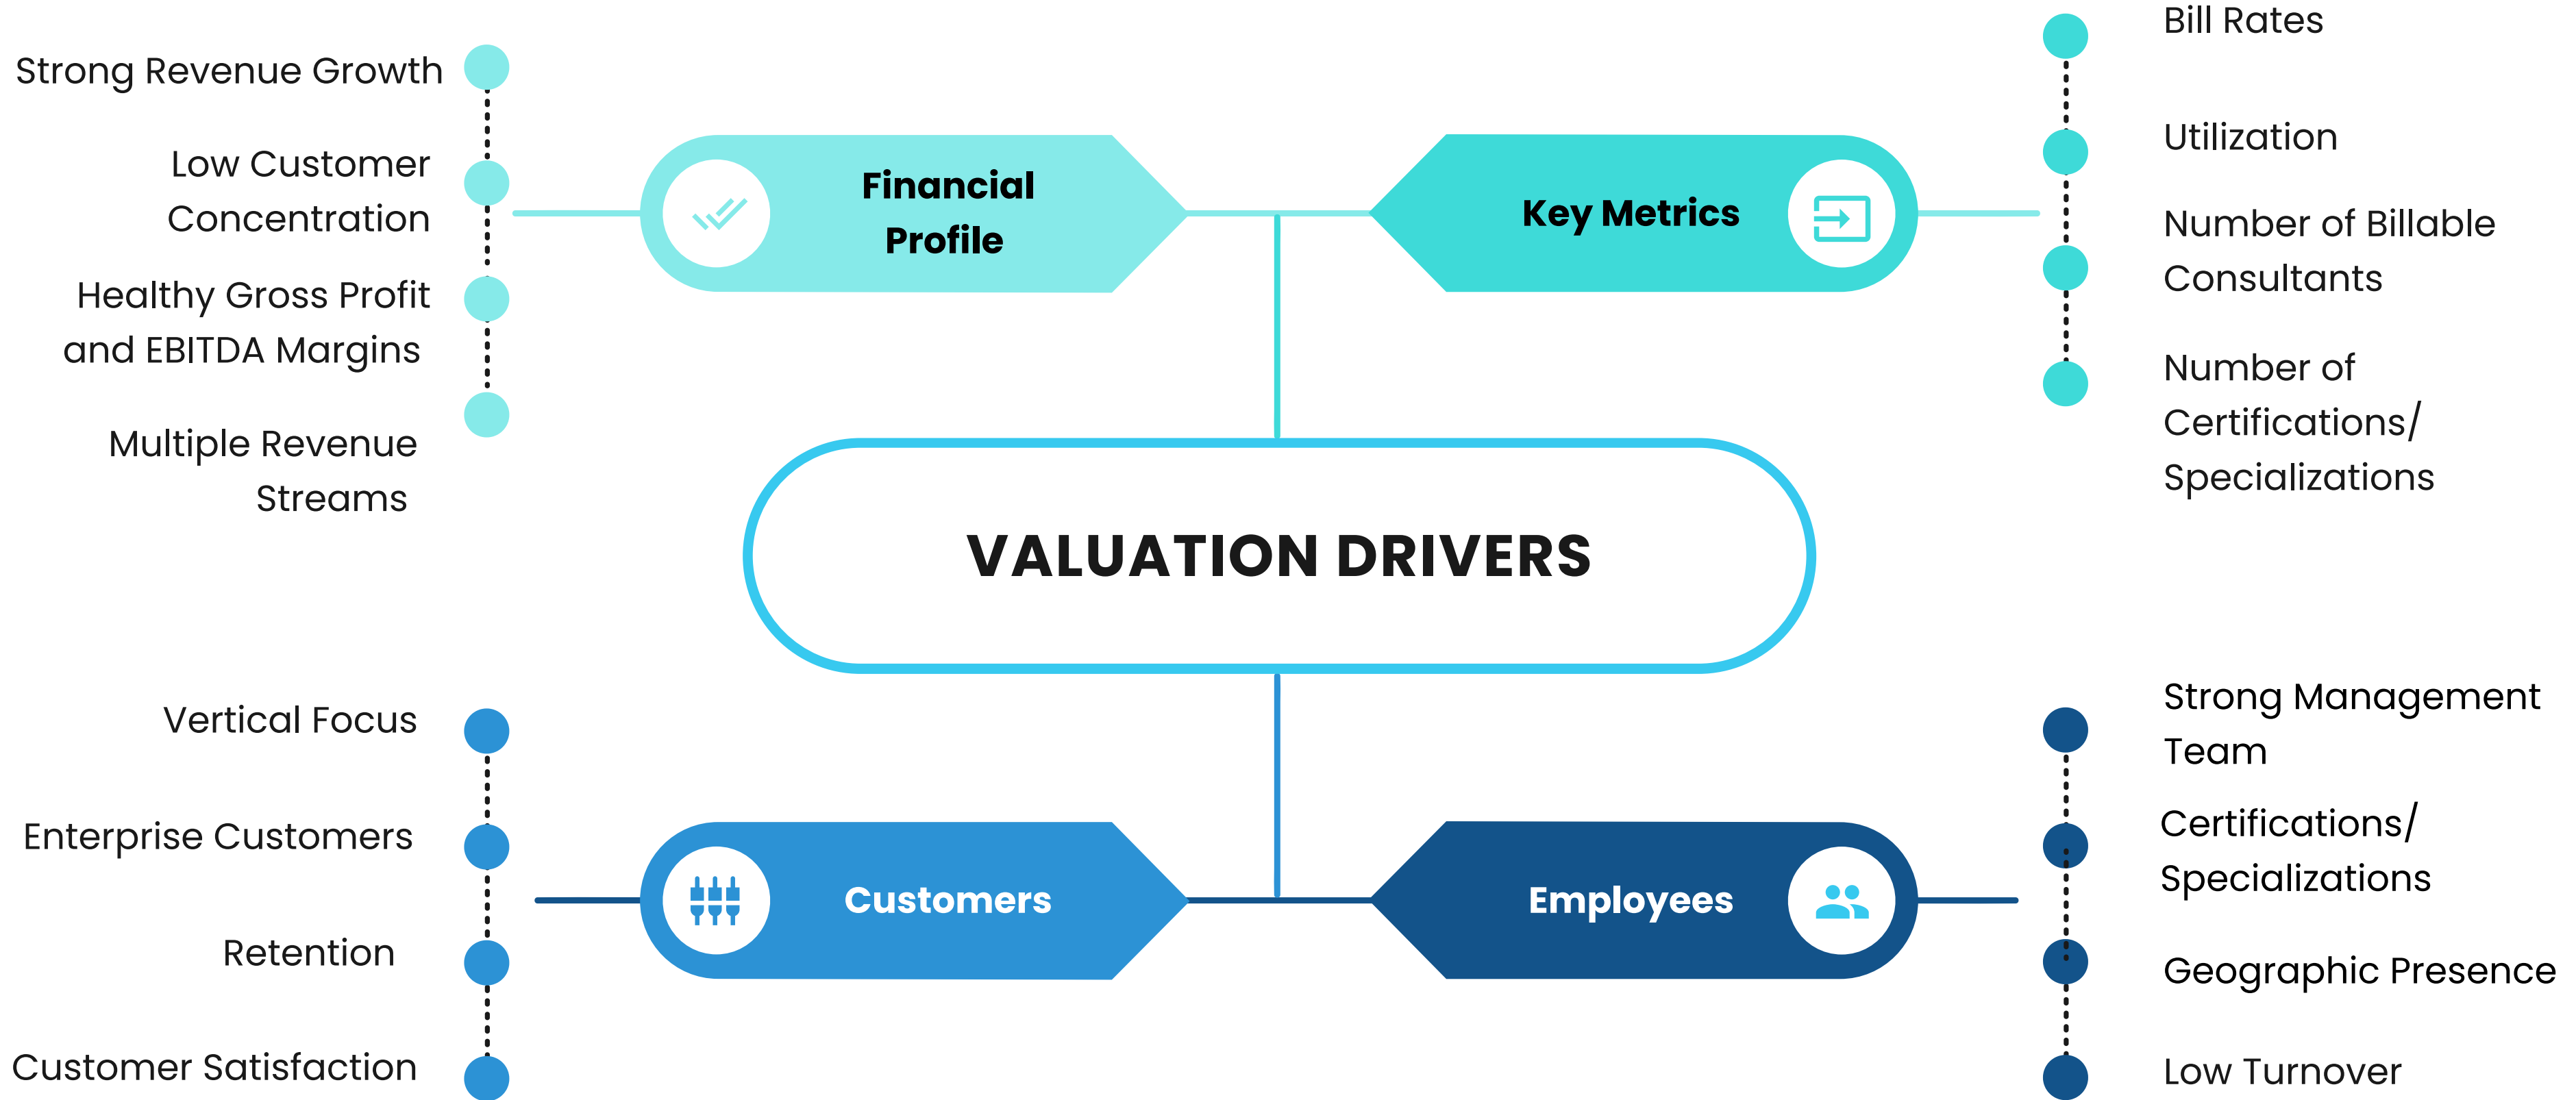 Strong Revenue Growth
Low Customer
Concentration
Healthy Gross Profit
and EBITDA Margins
Multiple Revenue
Streams
Financial
Profile
Key Metrics
Bill Rates
Utilization
Number of Billable
Consultants
Number of
Certifications/
Specializations
VALUATION DRIVERS
Vertical Focus
Enterprise Customers
Retention
Customer Satisfaction
Customers
Employees
Strong Management
Team
Certifications/
Specializations
Geographic Presence
Low Turnover